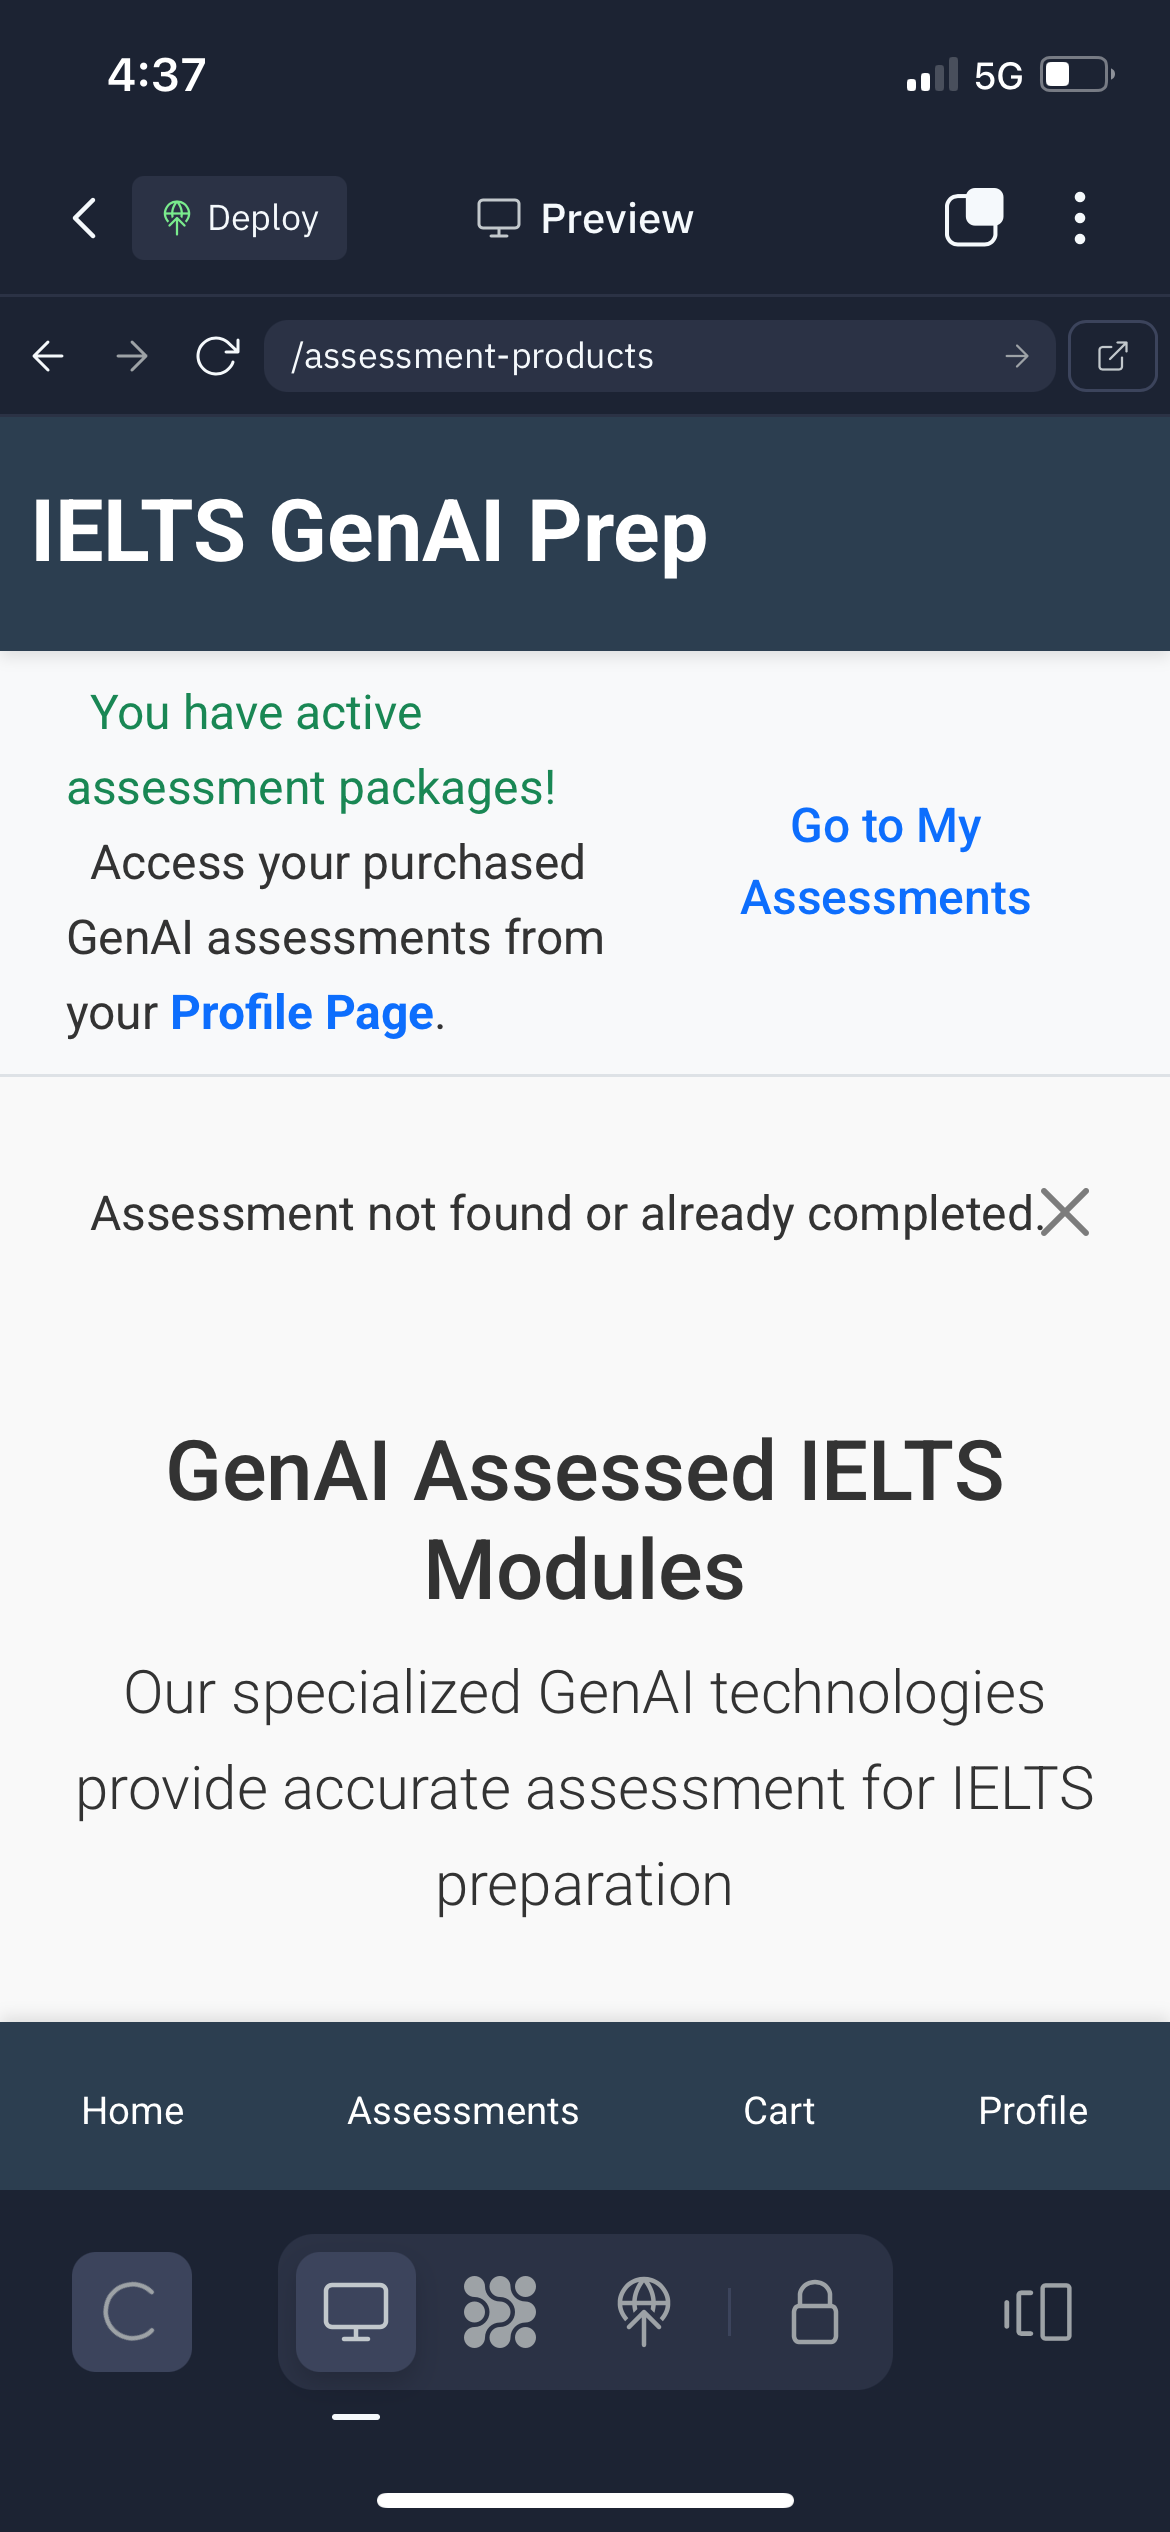 4:37
5G
Deploy
Preview
/assessment-products
IELTS GenAI Prep
You have active
assessment packages!
Access your purchased
GenAI assessments from
your Profile Page.
Go to My
Assessments
Assessment not found or already completed.
GenAI Assessed IELTS
Modules
Our specialized GenAI technologies
provide accurate assessment for IELTS
preparation
Home
Assessments
Cart
Profile